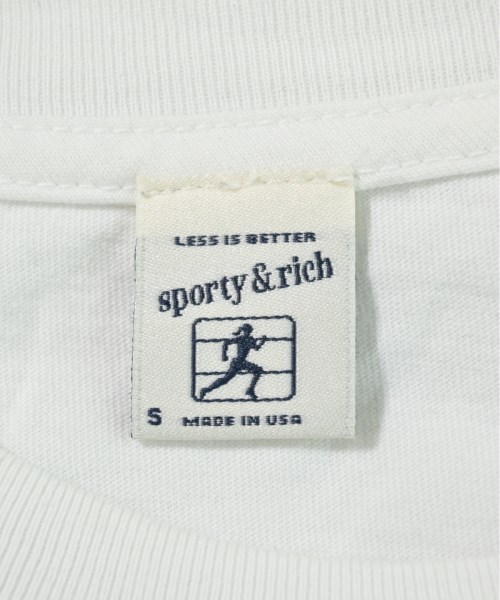 LESS IS BETTER
sporty & rich
S MADE IN USA